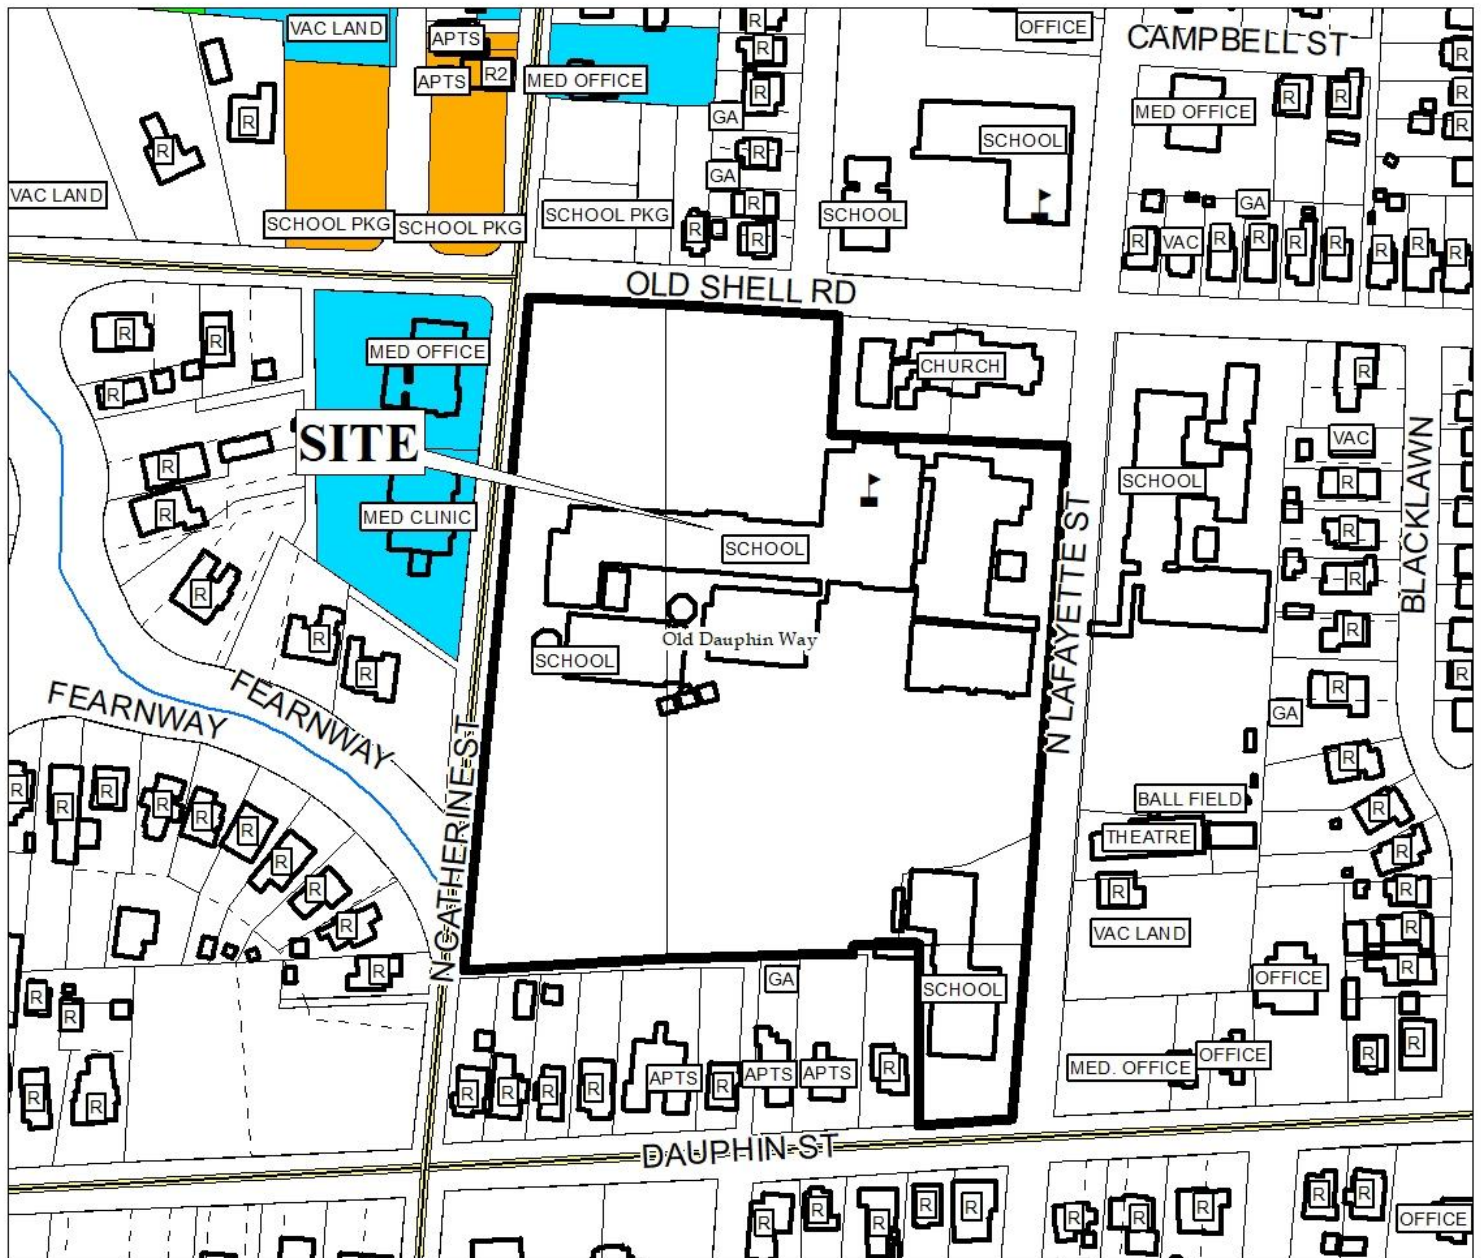 VAC LAND
APTS
R
OFFICE
CAMPBELL ST
R
R
APTS
R2
MED OFFICE
R
R
R
R
R
GA
MED OFFICE
R
R
R
SCHOOL
R
GA
VAC LAND
SCHOOL PKG
SCHOOL PKG
SCHOOL PKG
R
R
R
SCHOOL
GA
R
VAC
R
R
R
R
R
R
R
OLD SHELL RD
R
R
MED OFFICE
CHURCH
R
R
SITE
VAC
R
R
SCHOOL
R
BLACKLAWN
MED CLINIC
SCHOOL
R
R
R
R
Old Dauphin Way
SCHOOL
N LAFAYETTE ST
R
R
R
R
FEARNWAY
FEARNWAY
GA
R
N CATHERINE ST
R
R
R
R
R
R
R
R
R
R
BALL FIELD
R
THEATRE
R
R
R
VAC LAND
R
R
R
GA
SCHOOL
OFFICE
R
R
R
R
R
R
R
R
APTS
R
APTS
APTS
R
MED. OFFICE
OFFICE
R
R
DAUPHIN ST
R
R
R
R
R
R
R
R
R
R
OFFICE